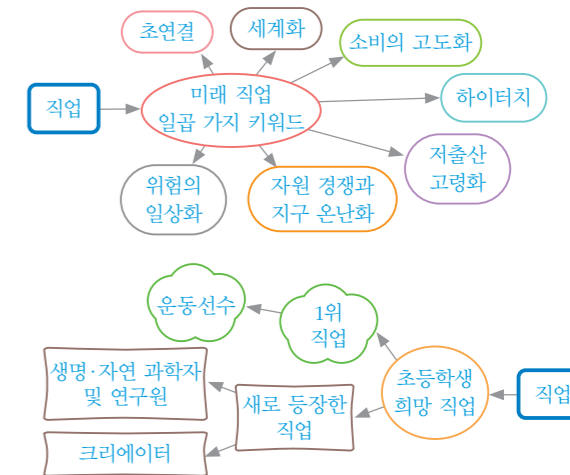 초연결
세계화
소비의 고도화
직업
미래 직업
일곱 가지 키워드
하이터치
저출산
고령화
위험의
일상화
자원 경쟁과
지구 온난화
운동선수
1위
직업
생명·자연 과학자
및 연구원
새로 등장한
직업
초등학생
희망 직업
직업
크리에이터